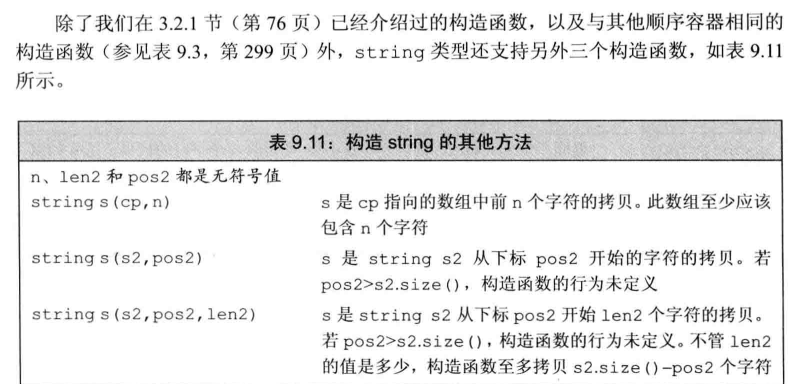 除了我们在 3.2.1 节（第 76 页）已经介绍过的构造函数，以及与其他顺序容器相同的
构造函数（参见表 9.3，第 299 页）外，string 类型还支持另外三个构造函数，如表 9.11
所示。
表 9.11：构造 string 的其他方法
n、len2 和 pos2 都是无符号值
string s(cp,n)
s 是 cp 指向的数组中前 n 个字符的拷贝。此数组至少应该
包含 n 个字符
string s(s2,pos2)
s 是 string s2 从下标 pos2 开始的字符的拷贝。若
pos2>s2.size()，构造函数的行为未定义
string s(s2,pos2,len2)
s 是 string s2 从下标 pos2 开始 len2 个字符的拷贝。
若 pos2>s2.size()，构造函数的行为未定义。不管 len2
的值是多少，构造函数至多拷贝 s2.size()-pos2 个字符